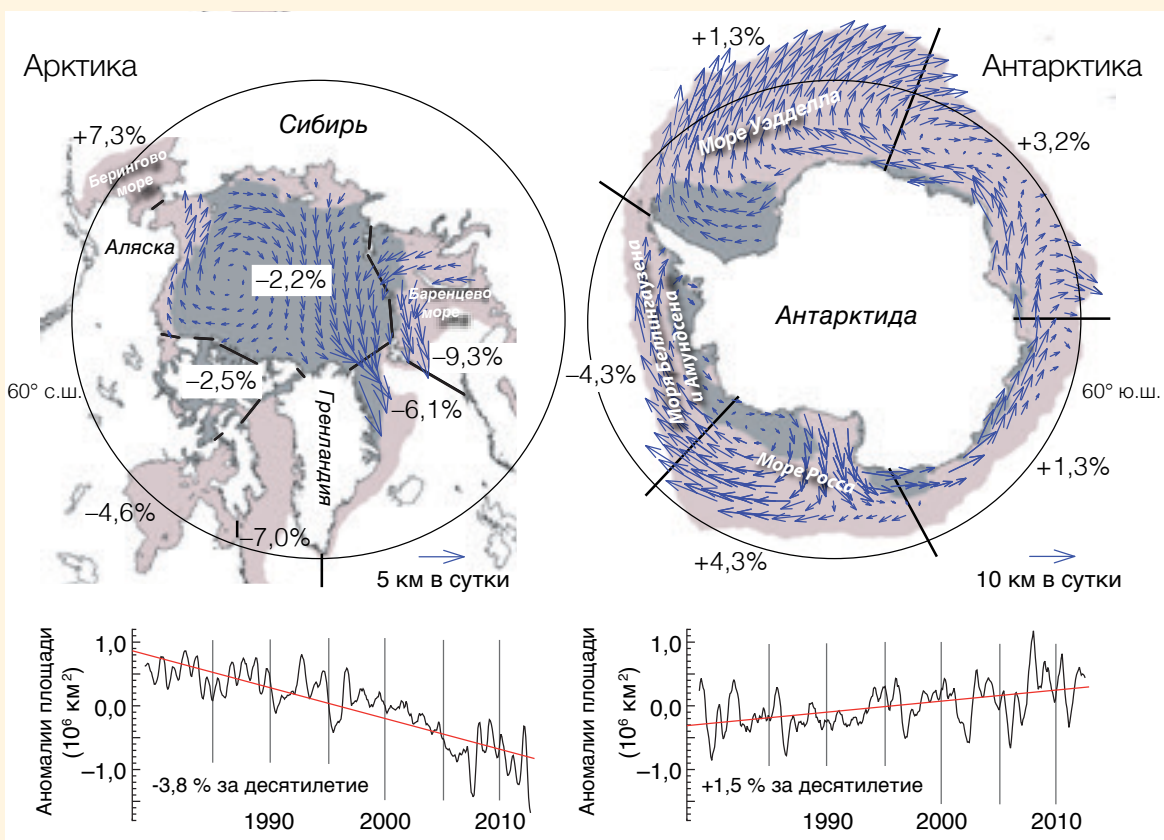 Арктика
+7,3%
Берингово
море
Сибирь
Аляска
–2,2%
Баренцево
море
–9,3%
–2,5%
–6,1%
60° с.ш.
Гренландия
–4,6%
–7,0%
5 км в сутки
Антарктика
+1,3%
Море Уэдделла
+3,2%
Моря Беллинсгаузена
и Амундсена
Антарктида
–4,3%
60° ю.ш.
Море Росса
+1,3%
+4,3%
10 км в сутки
Аномалии площади
(10⁶ км²)
1,0
0,0
–1,0
-3,8 % за десятилетие
1990
2000
2010
Аномалии площади
(10⁶ км²)
1,0
0,0
–1,0
+1,5 % за десятилетие
1990
2000
2010